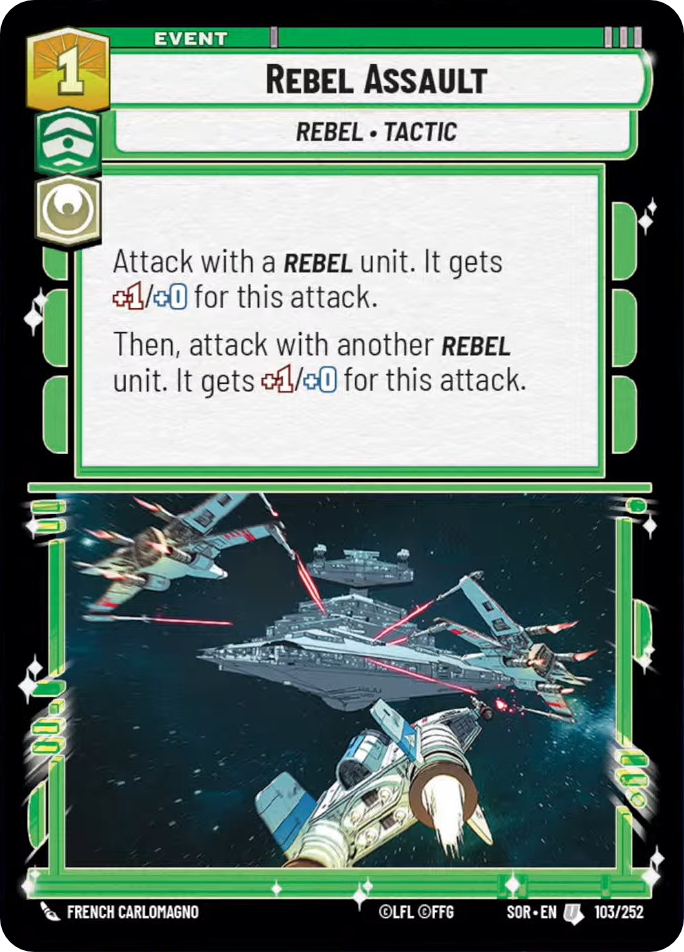 EVENT
1
REBEL ASSAULT
REBEL • TACTIC
Attack with a REBEL unit. It gets
+1/+0 for this attack.
Then, attack with another REBEL
unit. It gets +1/+0 for this attack.
FRENCH CARLOMAGNO
©LFL ©FFG
SOR • EN
U
103/252